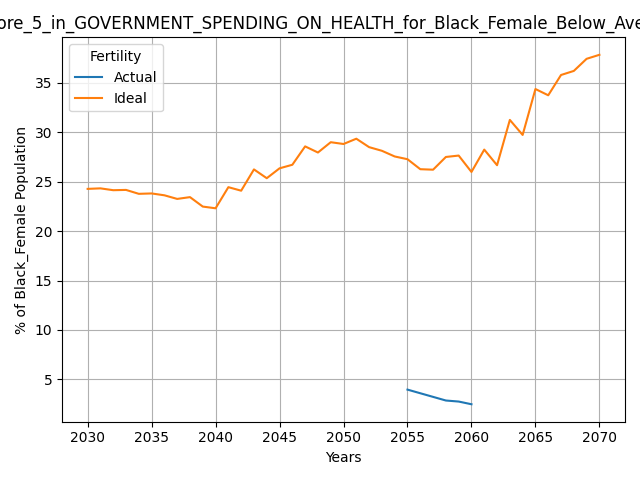 ore_5_in_GOVERNMENT_SPENDING_ON_HEALTH_for_Black_Female_Below_Ave
Fertility
Actual
Ideal
% of Black_Female Population
35
30
25
20
15
10
5
2030 2035 2040 2045 2050 2055 2060 2065 2070
Years